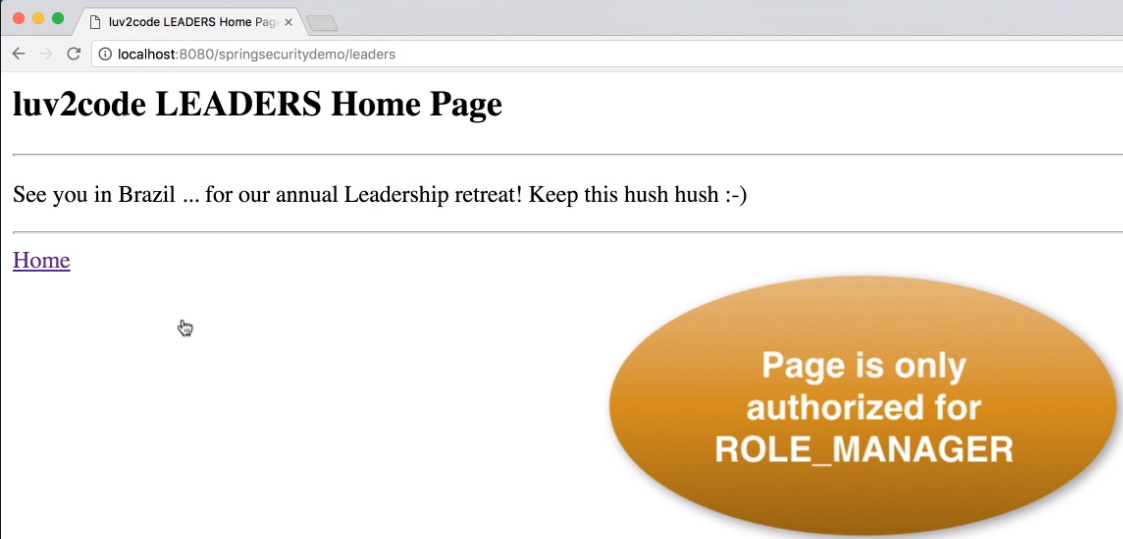 luv2code LEADERS Home Pag
localhost:8080/springsecuritydemo/leaders
luv2code LEADERS Home Page
See you in Brazil ... for our annual Leadership retreat! Keep this hush hush :-)
Home
Page is only
authorized for
ROLE_MANAGER